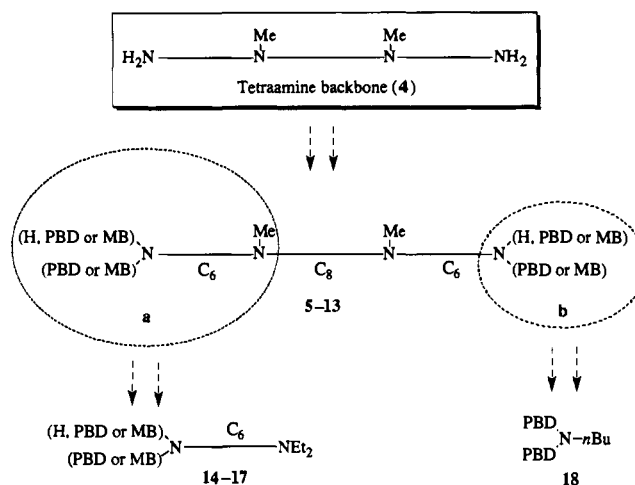 Me Me
H₂N N N NH₂
Tetraamine backbone (4)
Me Me
(H, PBD or MB) N N N N (H, PBD or MB)
(PBD or MB) (PBD or MB)
C₆ C₈ C₆
a 5–13 b
C₆
(H, PBD or MB) N NEt₂
(PBD or MB)
14–17
PBD
N–nBu
PBD
18